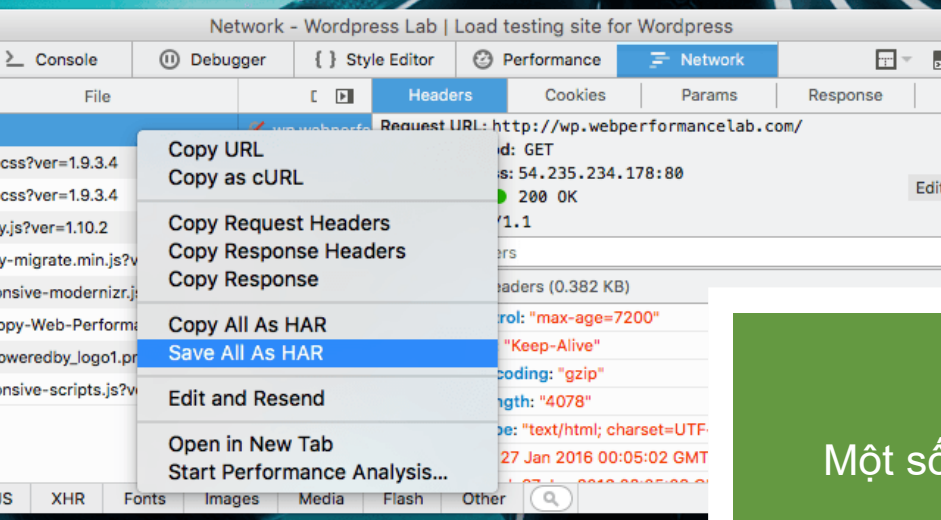 Network - Wordpress Lab | Load testing site for Wordpress
Console Debugger { } Style Editor Performance Network
File Headers Cookies Params Response
Request URL: http://wp.webperformancelab.com/
Copy URL
d: GET
css?ver=1.9.3.4
Copy as cURL
s: 54.235.234.178:80
200 OK
Edit
css?ver=1.9.3.4
y.js?ver=1.10.2
Copy Request Headers
/1.1
y-migrate.min.js?v
Copy Response Headers
ers
onsive-modernizr.js
Copy Response
eaders (0.382 KB)
opy-Web-Performa
Copy All As HAR
rol: "max-age=7200"
oweredby_logo1.pn
Save All As HAR
"Keep-Alive"
onsive-scripts.js?v
coding: "gzip"
Edit and Resend
ngth: "4078"
pe: "text/html; charset=UTF-
Open in New Tab
27 Jan 2016 00:05:02 GMT
Start Performance Analysis...
JS XHR Fonts Images Media Flash Other
Một số